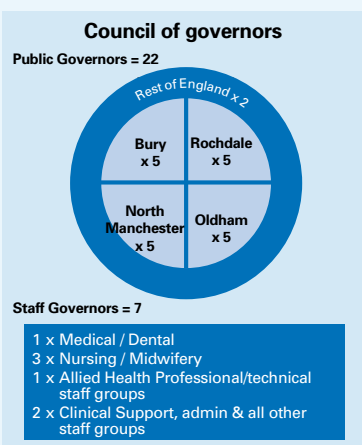 Council of governors
Public Governors = 22
Rest of England x 2
Bury
x 5
Rochdale
x 5
North
Manchester
x 5
Oldham
x 5
Staff Governors = 7
1 x Medical / Dental
3 x Nursing / Midwifery
1 x Allied Health Professional/technical
staff groups
2 x Clinical Support, admin & all other
staff groups